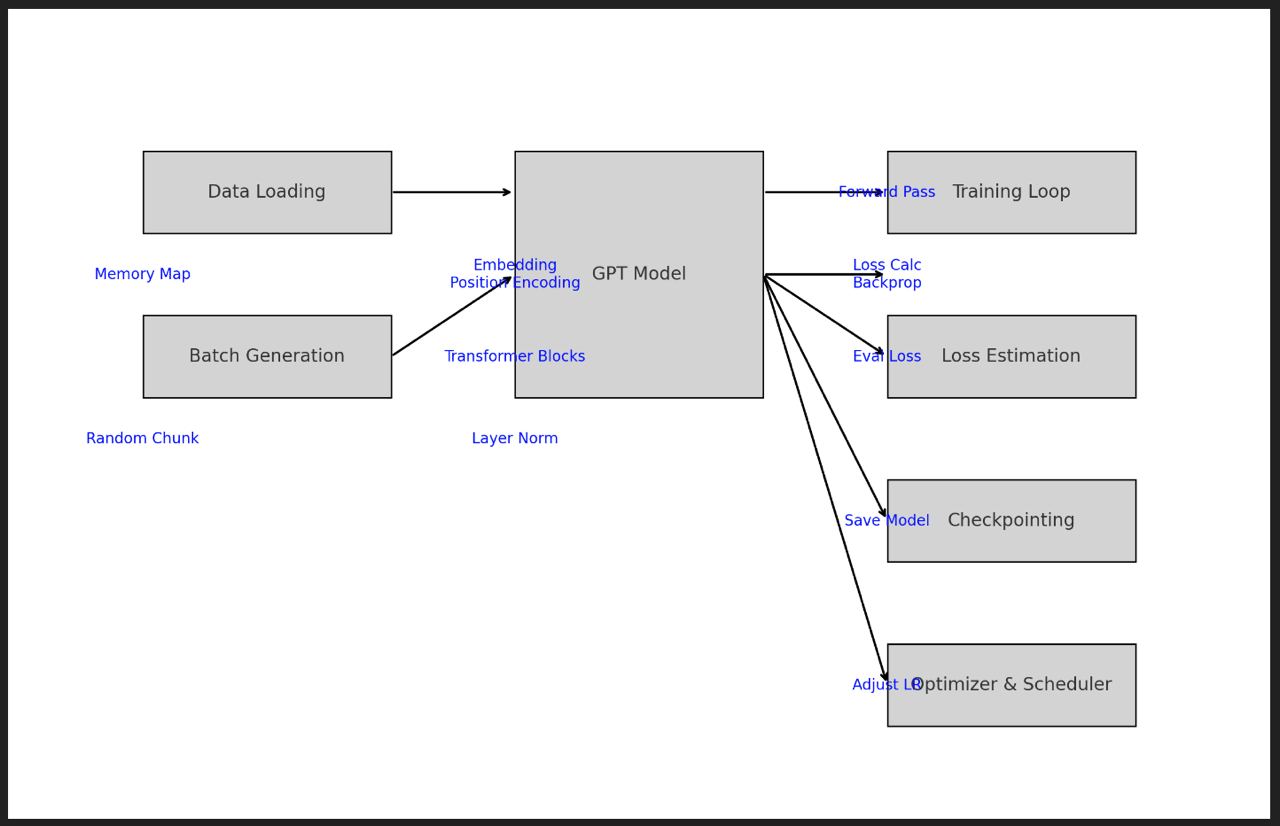 Data Loading
Forward Pass
Training Loop
Memory Map
Embedding
Position Encoding
GPT Model
Loss Calc
Backprop
Batch Generation
Transformer Blocks
Eval Loss
Loss Estimation
Random Chunk
Layer Norm
Save Model
Checkpointing
Adjust LR
Optimizer & Scheduler